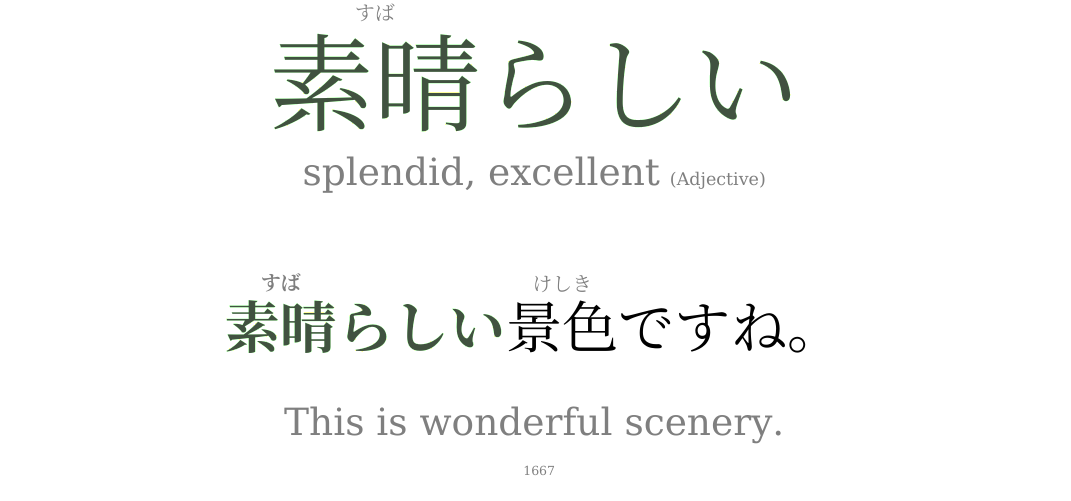 すば
素晴らしい
splendid, excellent (Adjective)
すば けしき
素晴らしい景色ですね。
This is wonderful scenery.
1667